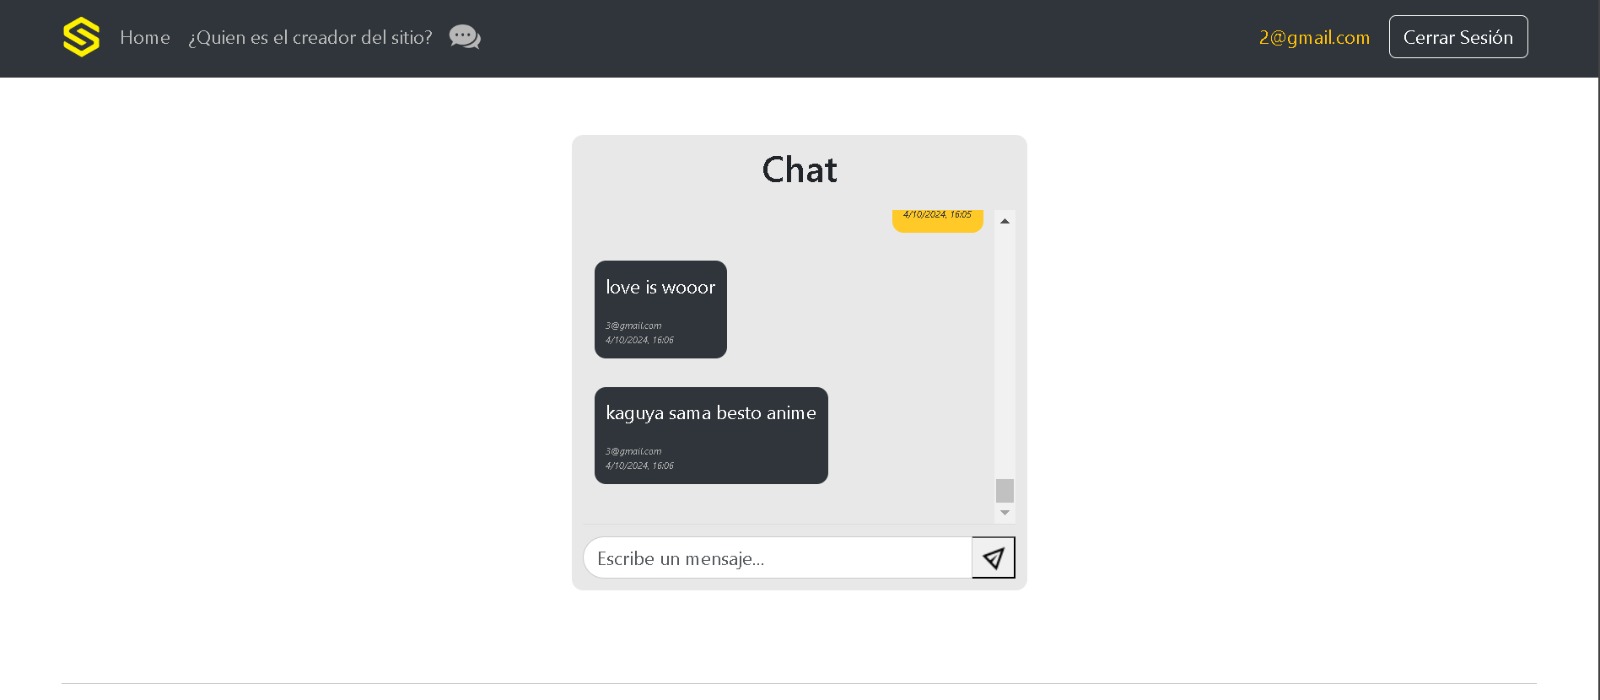 Home ¿Quien es el creador del sitio? 2@gmail.com Cerrar Sesión
Chat
4/10/2024, 16:05
love is wooor
3@gmail.com
4/10/2024, 16:06
kaguya sama besto anime
3@gmail.com
4/10/2024, 16:06
Escribe un mensaje...